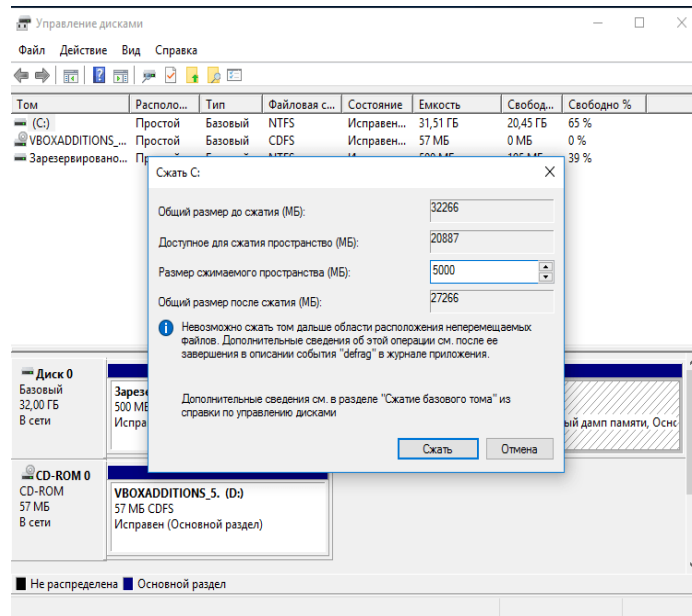 Управление дисками
Файл Действие Вид Справка
Том Располо... Тип Файловая с... Состояние Емкость Свобод... Свободно %
(C:) Простой Базовый NTFS Исправен... 31,51 ГБ 20,45 ГБ 65 %
VBOXADDITIONS_... Простой Базовый CDFS Исправен... 57 МБ 0 МБ 0 %
Зарезервировано... 39 %
Сжать C:
Общий размер до сжатия (МБ): 32266
Доступное для сжатия пространство (МБ): 20887
Размер сжимаемого пространства (МБ): 5000
Общий размер после сжатия (МБ): 27266
Невозможно сжать том дальше области расположения неперемещаемых
файлов. Дополнительные сведения об этой операции см. после ее
завершения в описании события "defrag" в журнале приложения.
Дополнительные сведения см. в разделе "Сжатие базового тома" из
справки по управлению дисками
Сжать Отмена
Диск 0
Базовый
32,00 ГБ
В сети
Зарезе
500 МБ
Испра
ый дамп памяти, Осно
CD-ROM 0
CD-ROM
57 МБ
В сети
VBOXADDITIONS_5. (D:)
57 МБ CDFS
Исправен (Основной раздел)
Не распределена Основной раздел